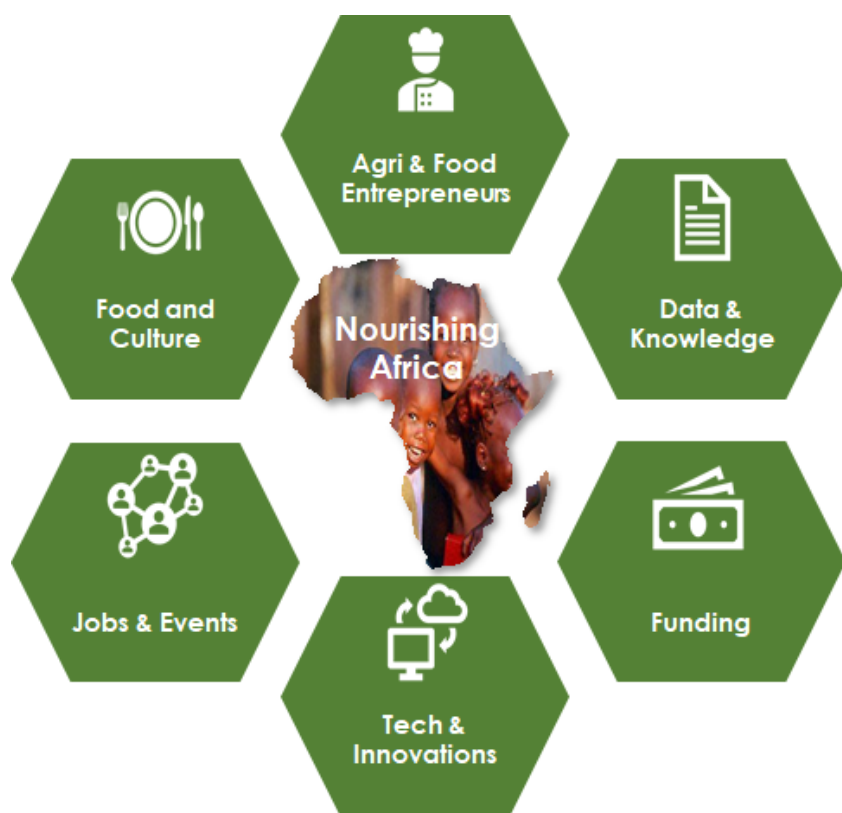 Agri & Food
Entrepreneurs
Food and
Culture
Data &
Knowledge
Nourishing
Africa
Jobs & Events
Funding
Tech &
Innovations